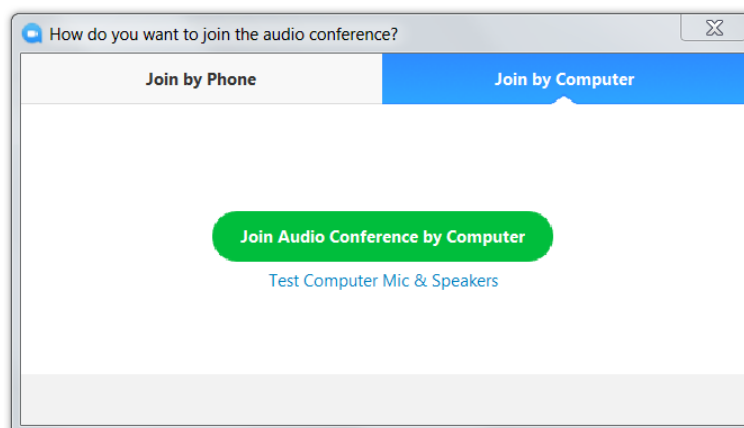 How do you want to join the audio conference?
Join by Phone
Join by Computer
Join Audio Conference by Computer
Test Computer Mic & Speakers